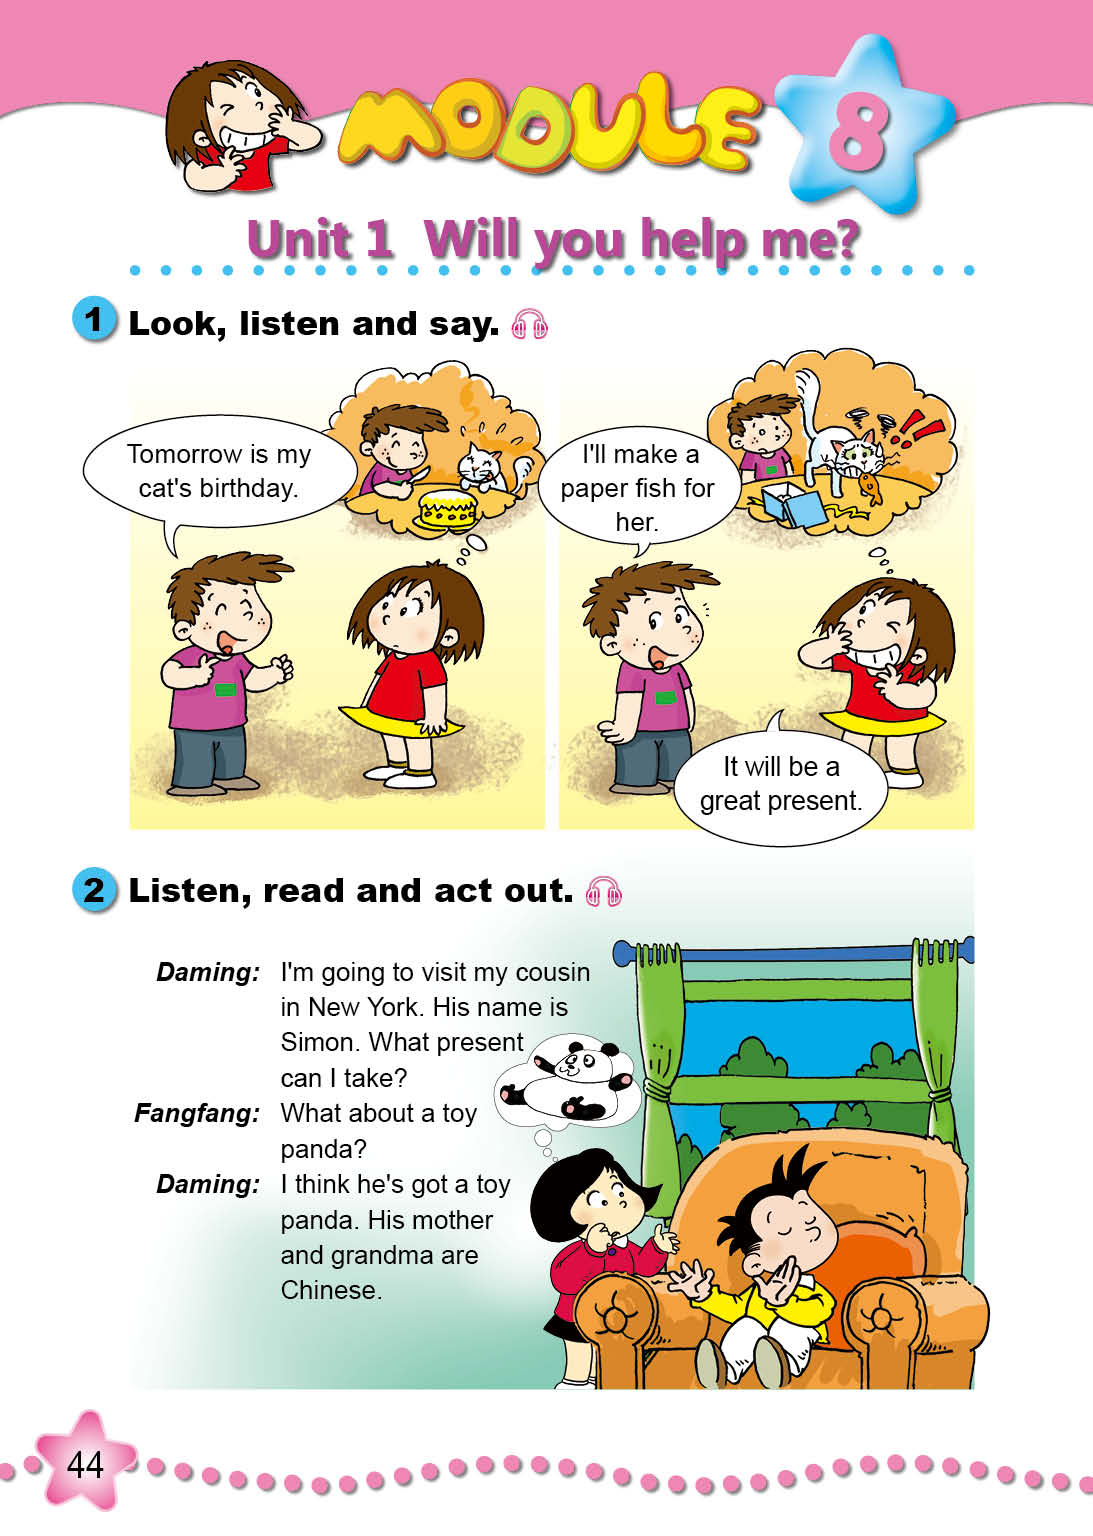 MODULE 8
Unit 1 Will you help me?
1 Look, listen and say.
Tomorrow is my
cat's birthday.
I'll make a
paper fish for
her.
It will be a
great present.
2 Listen, read and act out.
Daming: I'm going to visit my cousin
in New York. His name is
Simon. What present
can I take?
Fangfang: What about a toy
panda?
Daming: I think he's got a toy
panda. His mother
and grandma are
Chinese.
44